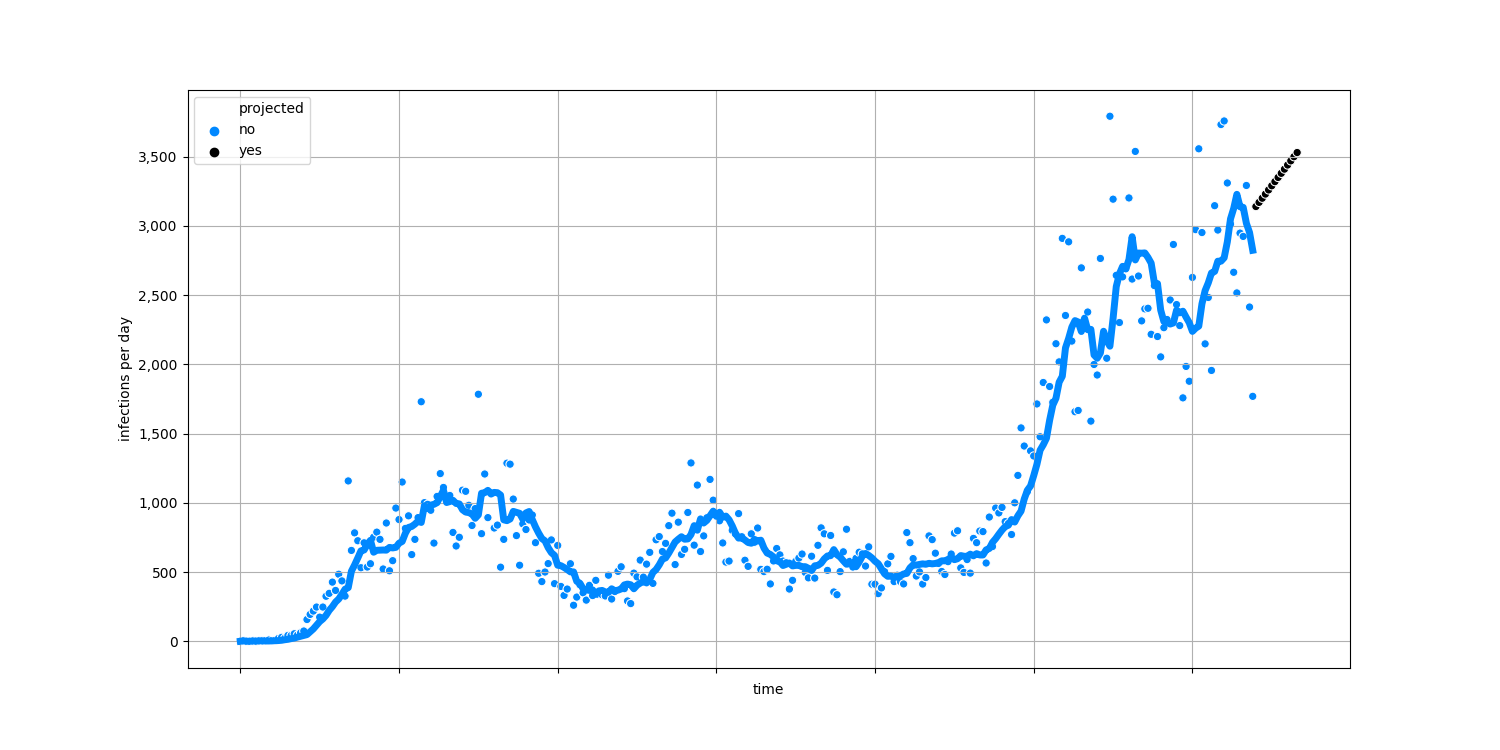 projected
no
yes
3,500
3,000
2,500
2,000
1,500
1,000
500
0
infections per day
time